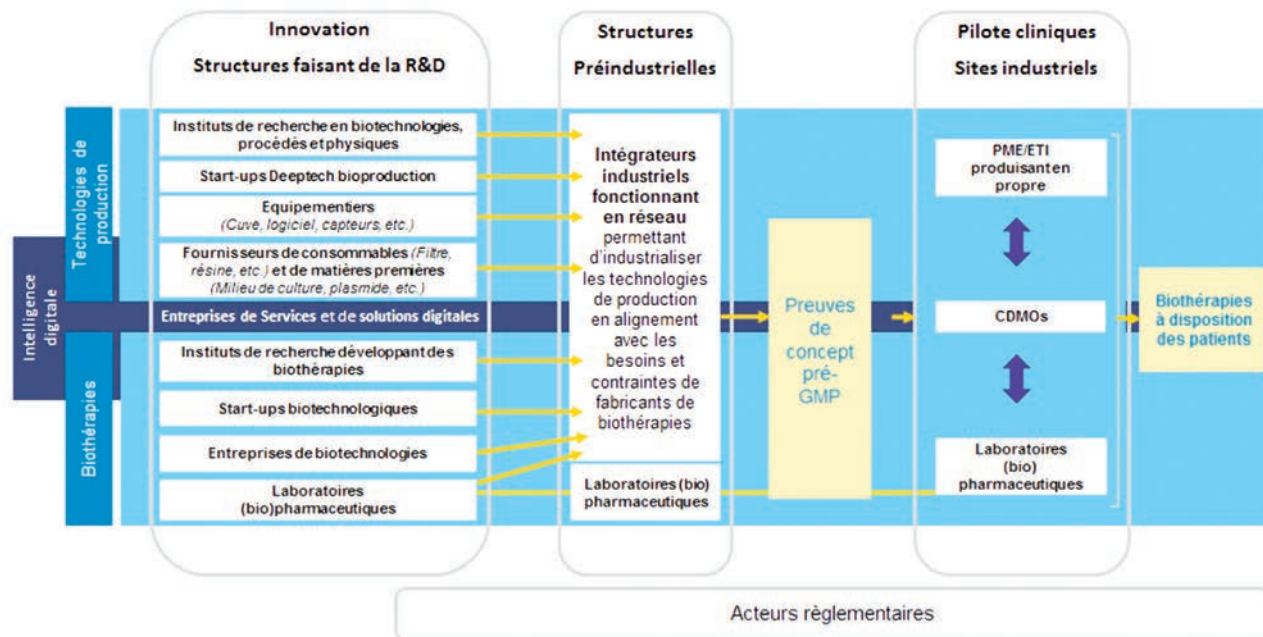 Innovation
Structures faisant de la R&D
Structures
Préindustrielles
Pilote cliniques
Sites industriels
Intelligence
digitale
Technologies de
production
Biothérapies
Instituts de recherche en biotechnologies,
procédés et physiques
Start-ups Deeptech bioproduction
Equipementiers
(Cuve, logiciel, capteurs, etc.)
Fournisseurs de consommables (Filtre,
résine, etc.) et de matières premières
(Milieu de culture, plasmide, etc.)
Entreprises de Services et de solutions digitales
Instituts de recherche développant des
biothérapies
Start-ups biotechnologiques
Entreprises de biotechnologies
Laboratoires
(bio)pharmaceutiques
Intégrateurs
industriels
fonctionnant
en réseau
permettant
d'industrialiser
les technologies
de production
en alignement
avec les
besoins et
contraintes de
fabricants de
biothérapies
Laboratoires (bio)
pharmaceutiques
Preuves
de
concept
pré-
GMP
PME/ETI
produisant en
propre
CDMOs
Laboratoires
(bio)
pharmaceutiques
Biothérapies
à disposition
des patients
Acteurs règlementaires